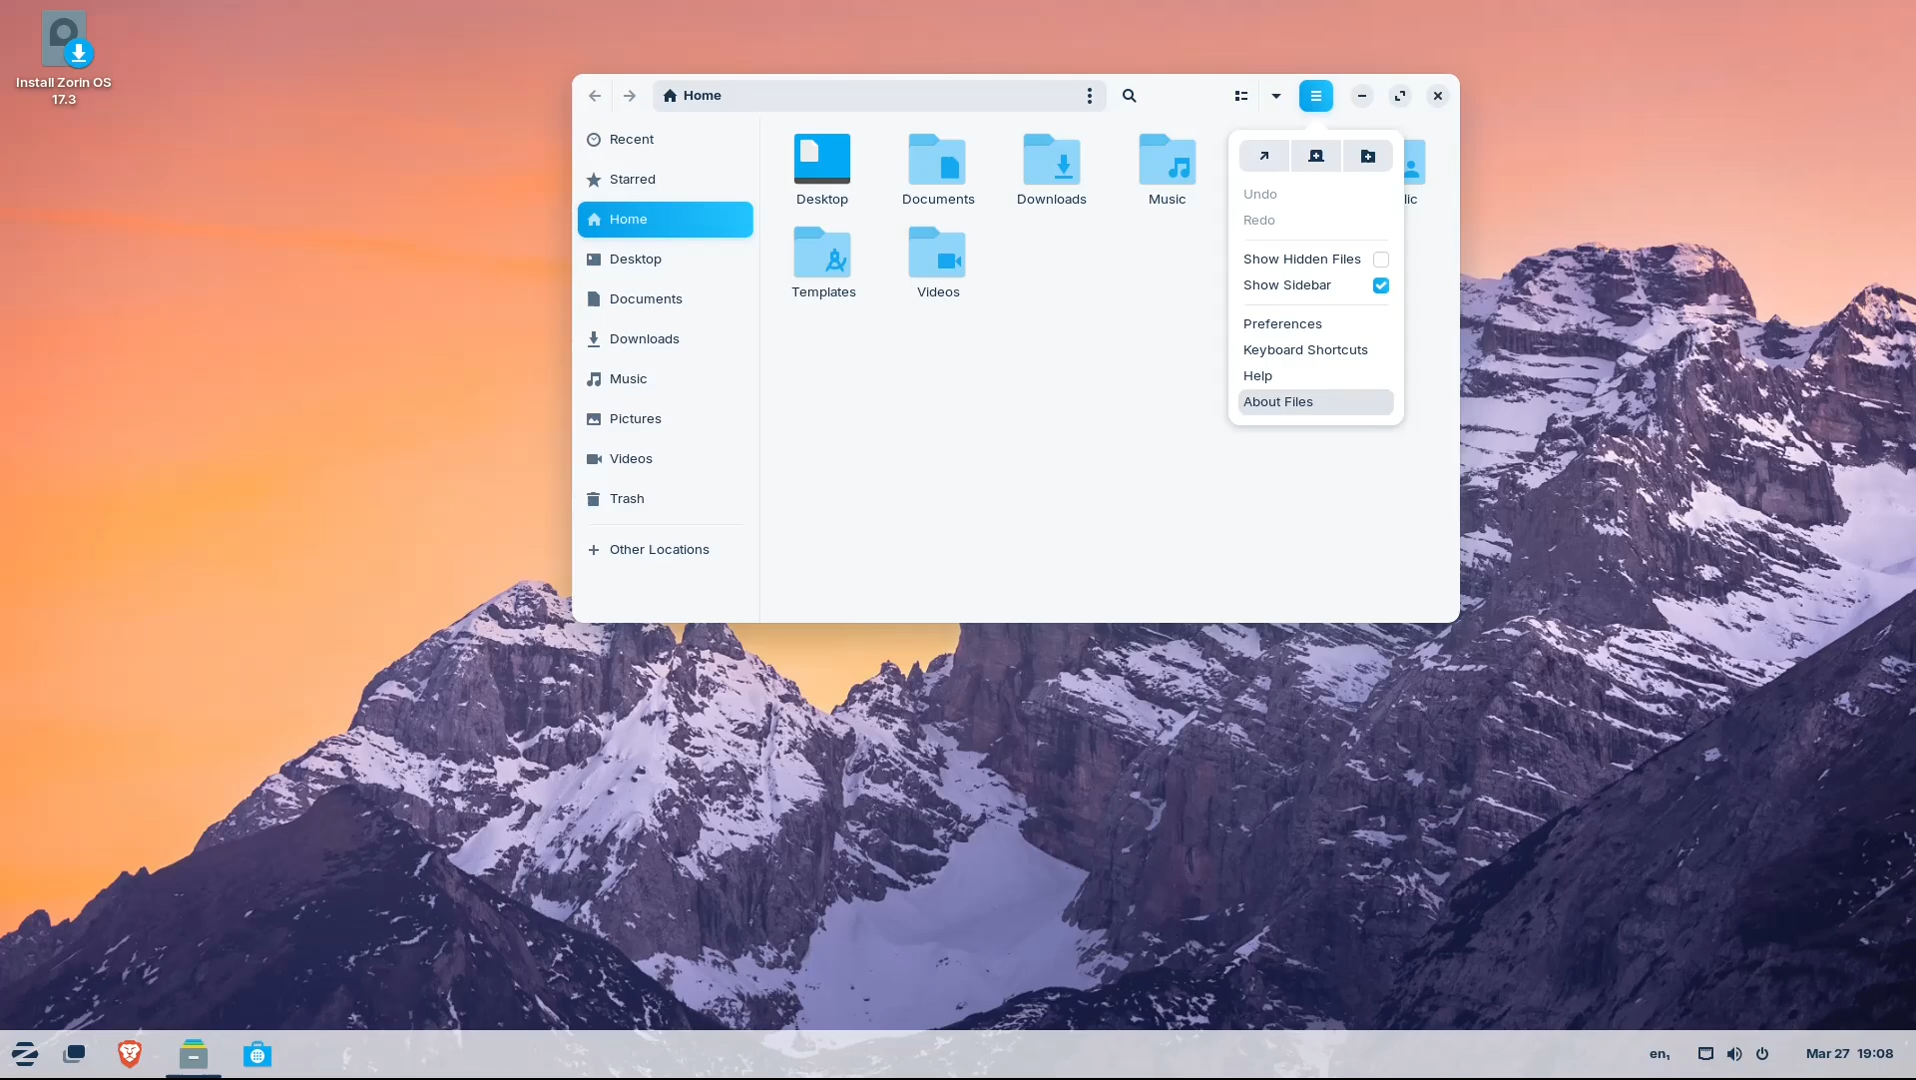 Install Zorin OS
17.3
Home
Recent
Starred
Home
Desktop
Documents
Downloads
Music
Pictures
Videos
Trash
Other Locations
Desktop
Documents
Downloads
Music
lic
Templates
Videos
Undo
Redo
Show Hidden Files
Show Sidebar
Preferences
Keyboard Shortcuts
Help
About Files
en₁
Mar 27 19:08